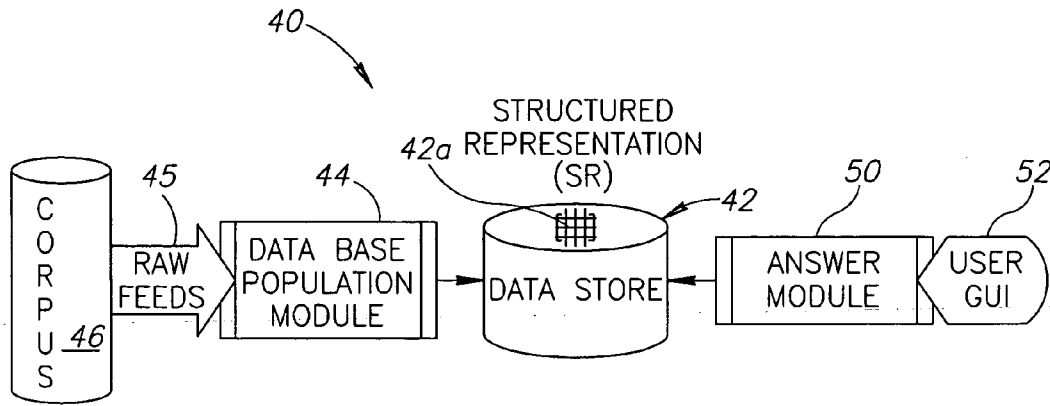 40
STRUCTURED
REPRESENTATION
(SR)
42a
45
44
42
50
52
CORPUS
46
RAW
FEEDS
DATA BASE
POPULATION
MODULE
DATA STORE
ANSWER
MODULE
USER
GUI